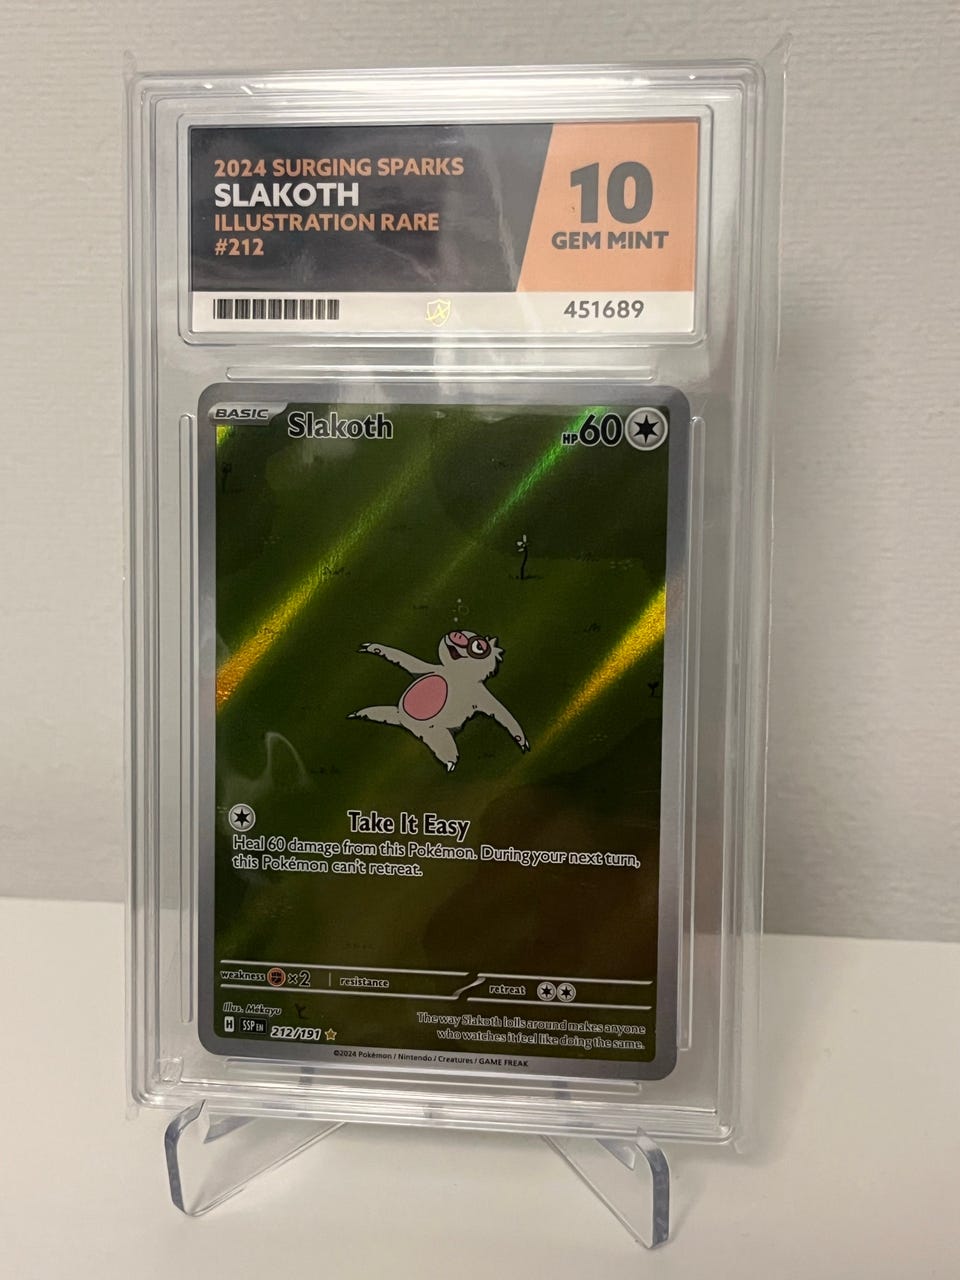 2024 SURGING SPARKS
SLAKOTH
ILLUSTRATION RARE
#212
10
GEM MINT
451689
BASIC
Slakoth
HP60
Take It Easy
Heal 60 damage from this Pokémon. During your next turn,
this Pokémon can't retreat.
weakness ×2 resistance retreat
Illus. Mékayu
H SSP EN 212/191
The way Slakoth lolls around makes anyone
who watches it feel like doing the same.
©2024 Pokémon / Nintendo / Creatures / GAME FREAK